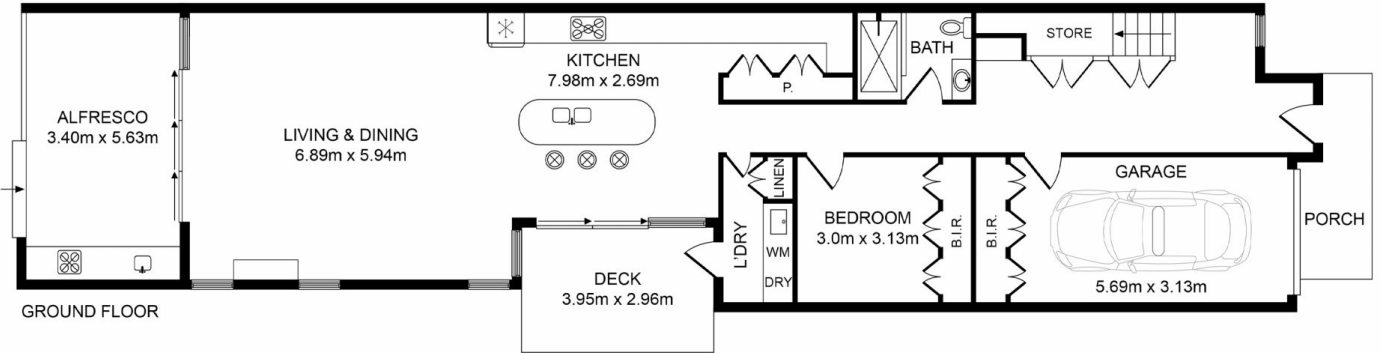 ALFRESCO
3.40m x 5.63m
LIVING & DINING
6.89m x 5.94m
KITCHEN
7.98m x 2.69m
P.
BATH
STORE
LINEN
L'DRY
WM
DRY
BEDROOM
3.0m x 3.13m
B.I.R.
B.I.R.
GARAGE
5.69m x 3.13m
PORCH
DECK
3.95m x 2.96m
GROUND FLOOR